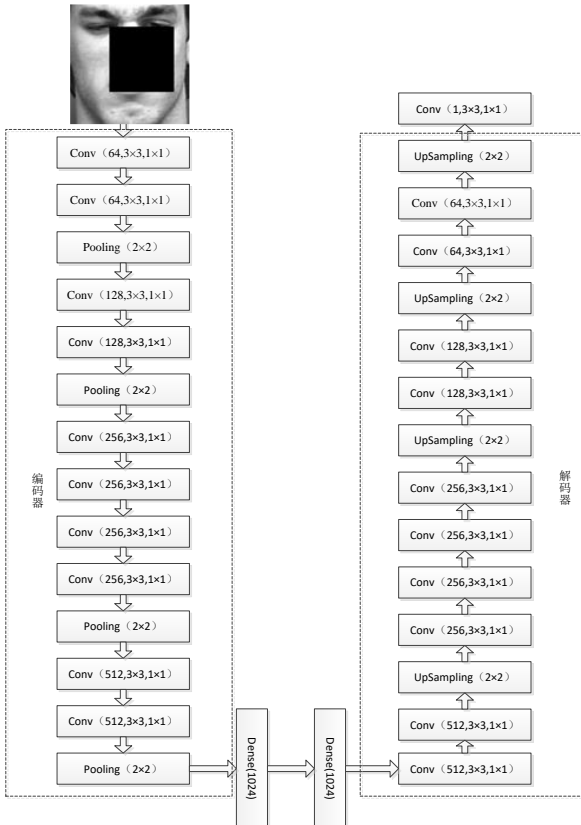 Conv（64,3×3,1×1）
Conv（64,3×3,1×1）
Pooling（2×2）
Conv（128,3×3,1×1）
Conv（128,3×3,1×1）
Pooling（2×2）
Conv（256,3×3,1×1）
Conv（256,3×3,1×1）
Conv（256,3×3,1×1）
Conv（256,3×3,1×1）
Pooling（2×2）
Conv（512,3×3,1×1）
Conv（512,3×3,1×1）
Pooling（2×2）
编码器
Dense(1024)
Dense(1024)
Conv（1,3×3,1×1）
UpSampling（2×2）
Conv（64,3×3,1×1）
Conv（64,3×3,1×1）
UpSampling（2×2）
Conv（128,3×3,1×1）
Conv（128,3×3,1×1）
UpSampling（2×2）
Conv（256,3×3,1×1）
Conv（256,3×3,1×1）
Conv（256,3×3,1×1）
Conv（256,3×3,1×1）
UpSampling（2×2）
Conv（512,3×3,1×1）
Conv（512,3×3,1×1）
解码器